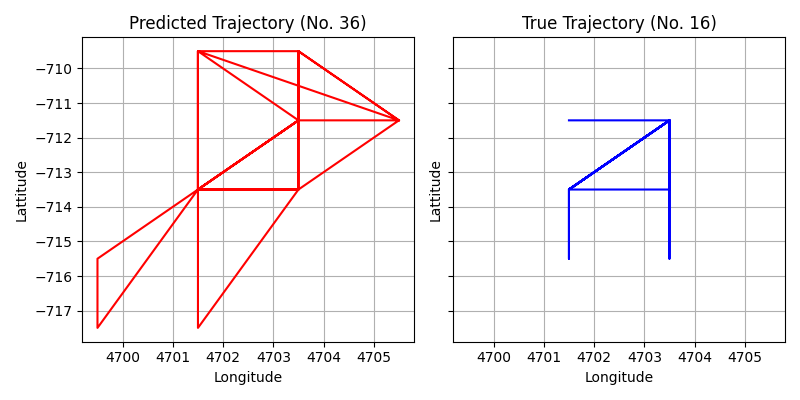 Predicted Trajectory (No. 36)
True Trajectory (No. 16)
Lattitude
−710
−711
−712
−713
−714
−715
−716
−717
4700 4701 4702 4703 4704 4705
Longitude
Lattitude
4700 4701 4702 4703 4704 4705
Longitude